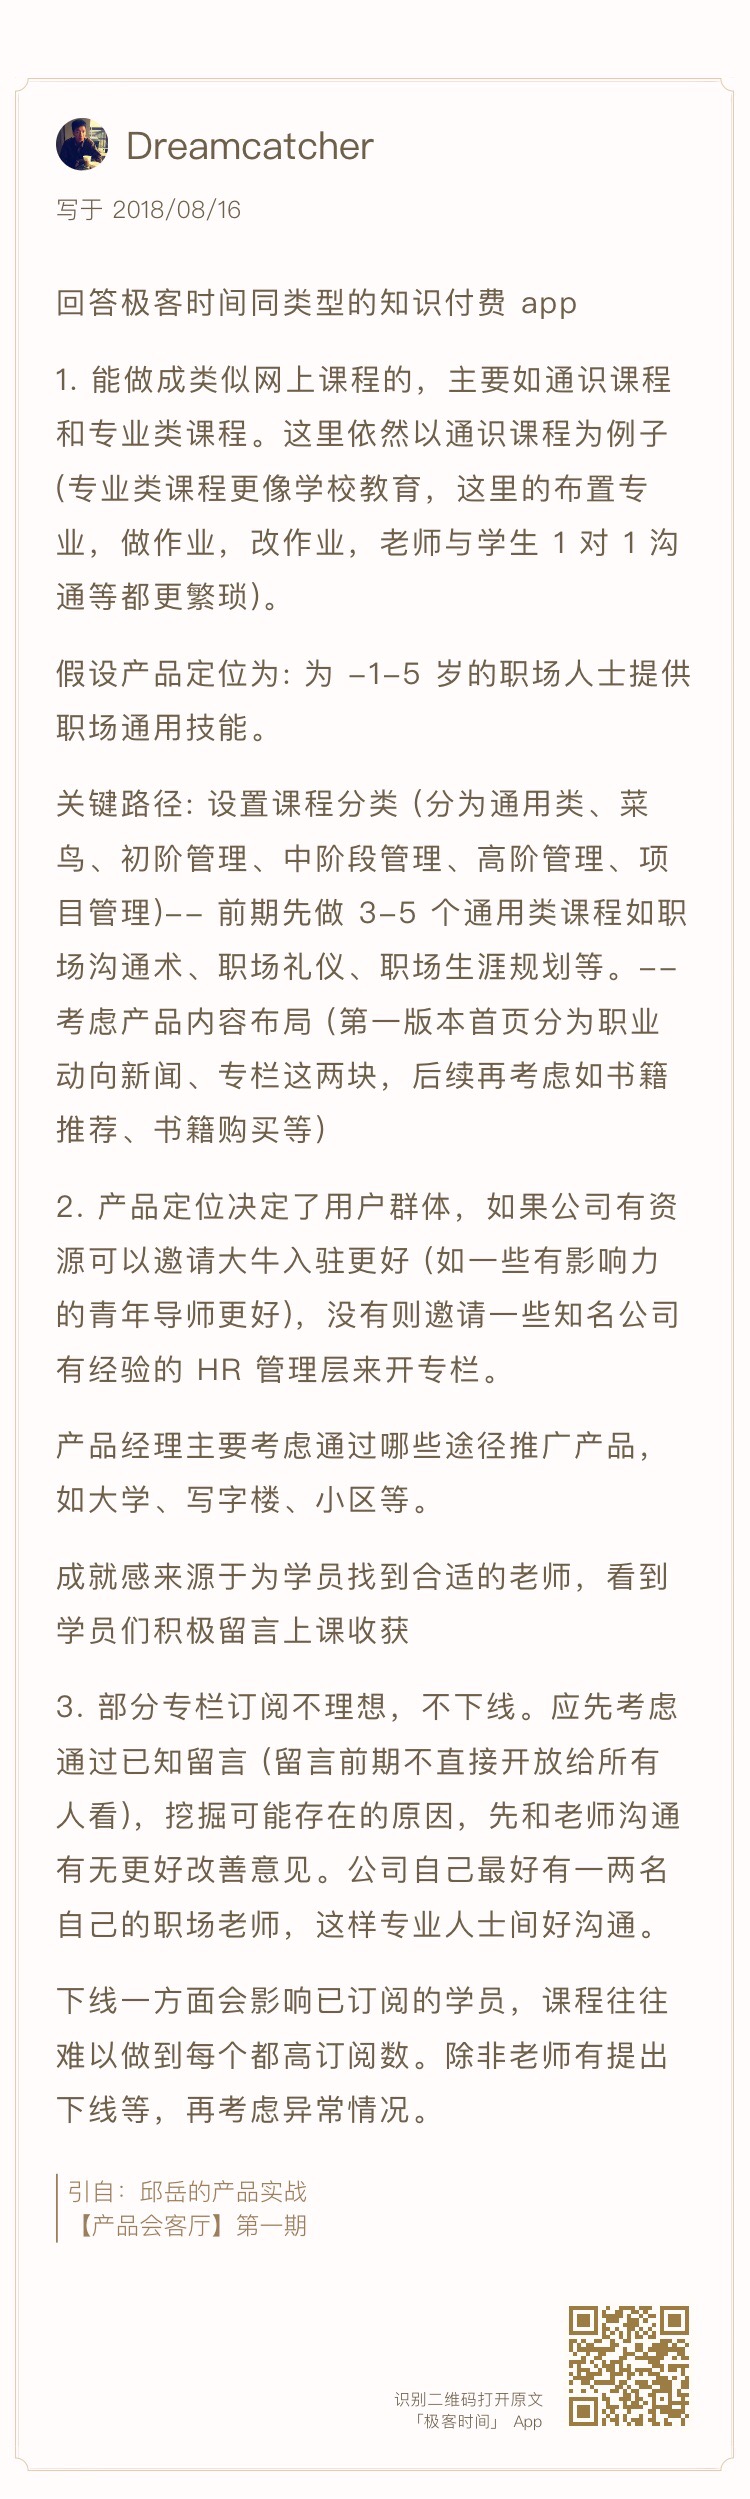 Dreamcatcher
写于 2018/08/16
回答极客时间同类型的知识付费 app
1. 能做成类似网上课程的，主要如通识课程
和专业类课程。这里依然以通识课程为例子
(专业类课程更像学校教育，这里的布置专
业，做作业，改作业，老师与学生 1 对 1 沟
通等都更繁琐)。
假设产品定位为: 为 -1-5 岁的职场人士提供
职场通用技能。
关键路径: 设置课程分类 (分为通用类、菜
鸟、初阶管理、中阶段管理、高阶管理、项
目管理)-- 前期先做 3-5 个通用类课程如职
场沟通术、职场礼仪、职场生涯规划等。--
考虑产品内容布局 (第一版本首页分为职业
动向新闻、专栏这两块，后续再考虑如书籍
推荐、书籍购买等)
2. 产品定位决定了用户群体，如果公司有资
源可以邀请大牛入驻更好 (如一些有影响力
的青年导师更好)，没有则邀请一些知名公司
有经验的 HR 管理层来开专栏。
产品经理主要考虑通过哪些途径推广产品，
如大学、写字楼、小区等。
成就感来源于为学员找到合适的老师，看到
学员们积极留言上课收获
3. 部分专栏订阅不理想，不下线。应先考虑
通过已知留言 (留言前期不直接开放给所有
人看)，挖掘可能存在的原因，先和老师沟通
有无更好改善意见。公司自己最好有一两名
自己的职场老师，这样专业人士间好沟通。
下线一方面会影响已订阅的学员，课程往往
难以做到每个都高订阅数。除非老师有提出
下线等，再考虑异常情况。
引自：邱岳的产品实战
【产品会客厅】第一期
识别二维码打开原文
「极客时间」 App